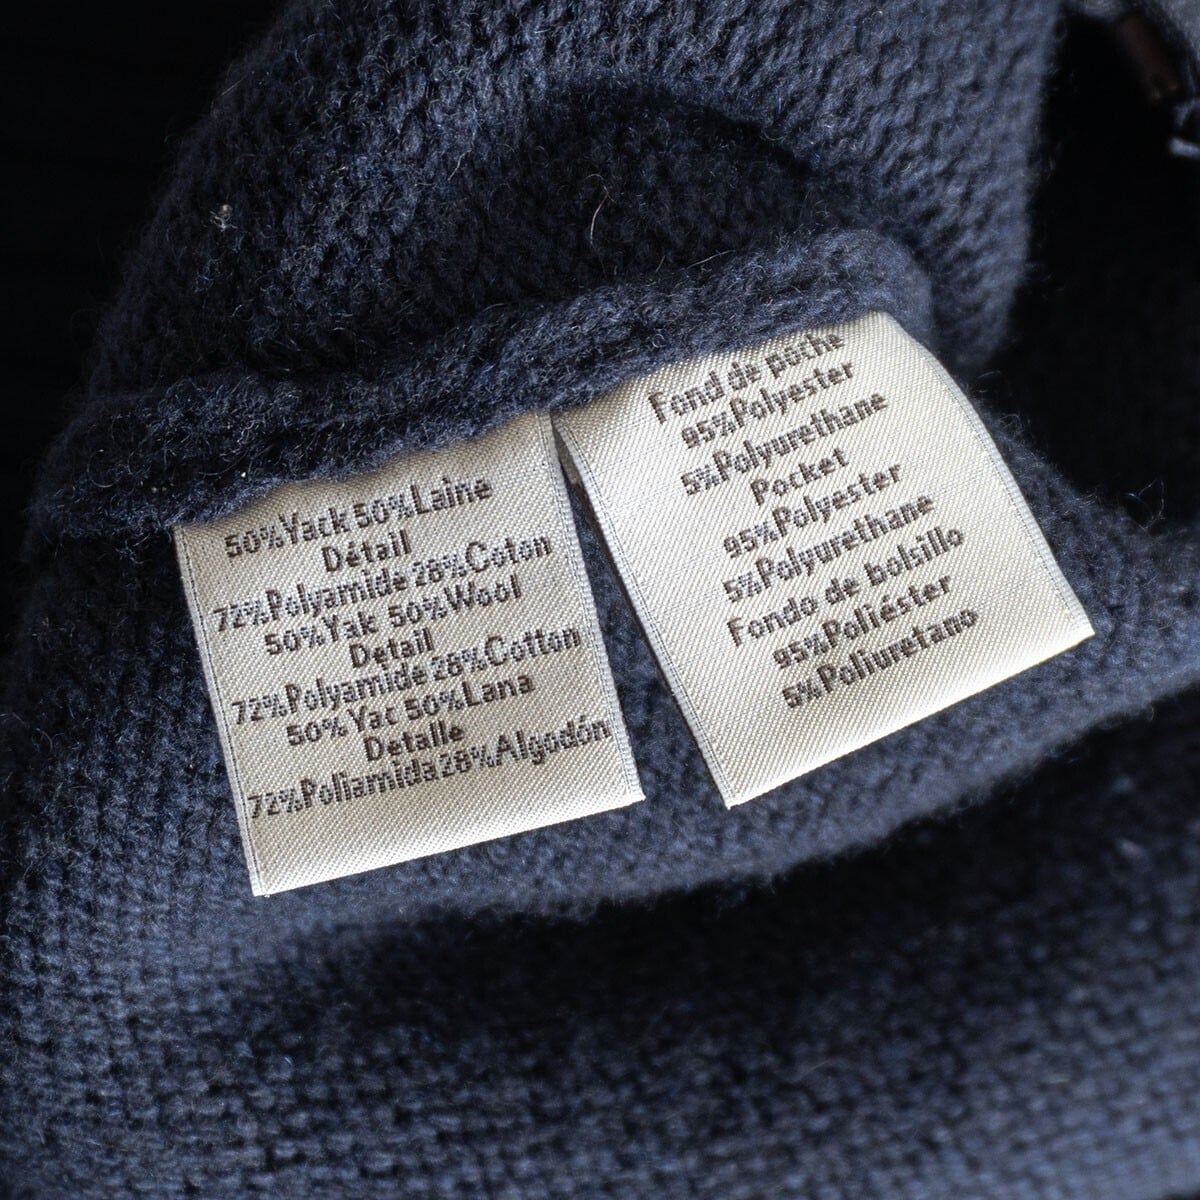 50%Yack 50%Laine
Détail
72%Polyamide 28%Coton
50%Yak 50%Wool
Detail
72%Polyamide 28%Cotton
50%Yac 50%Lana
Detalle
72%Poliamida 28%Algodón
Fond de poche
95%Polyester
5%Polyurethane
Pocket
95%Polyester
5%Polyurethane
Fondo de bolsillo
95%Poliéster
5%Poliuretano